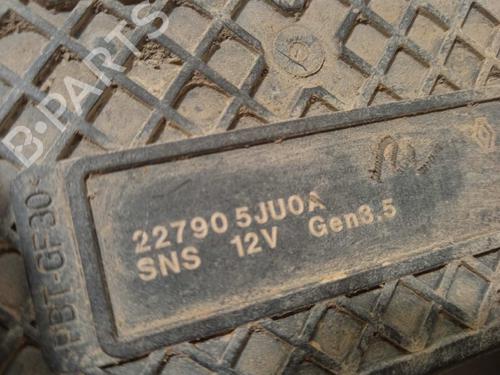 B-PARTS
22790 5JU0A
SNS 12V Gen3.5
PBT-GF30<